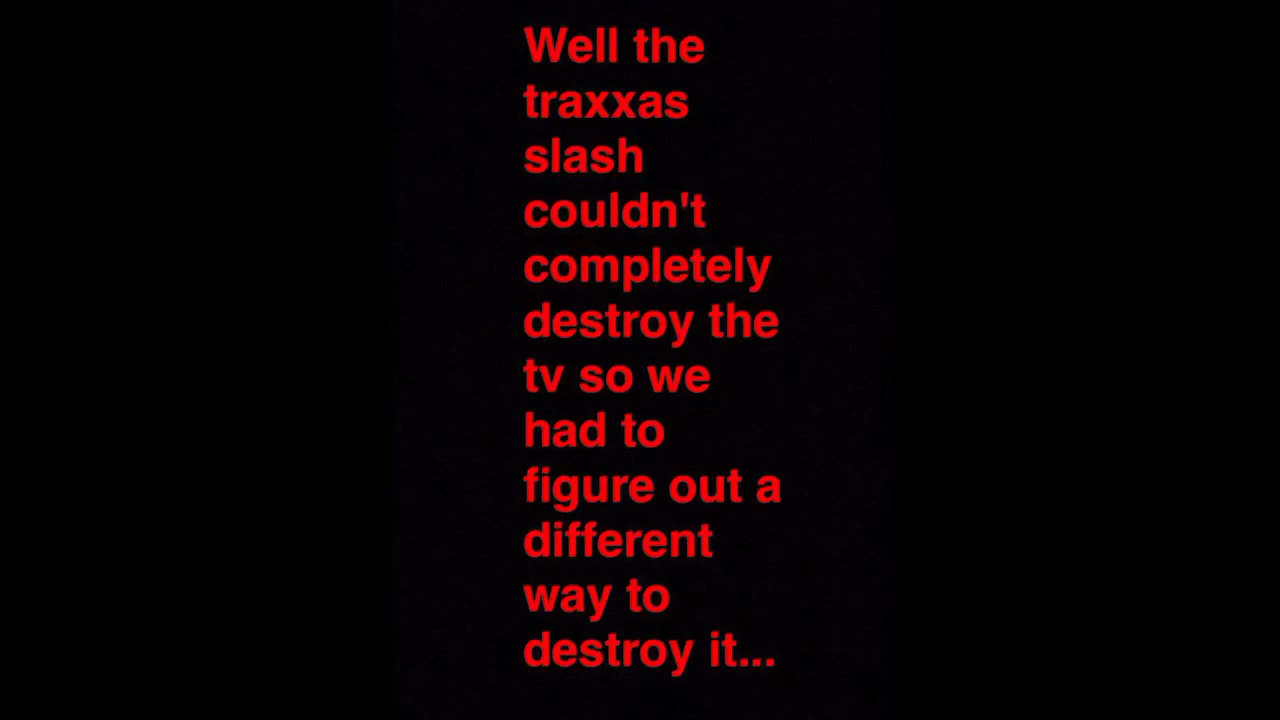 Well the
traxxas
slash
couldn't
completely
destroy the
tv so we
had to
figure out a
different
way to
destroy it...